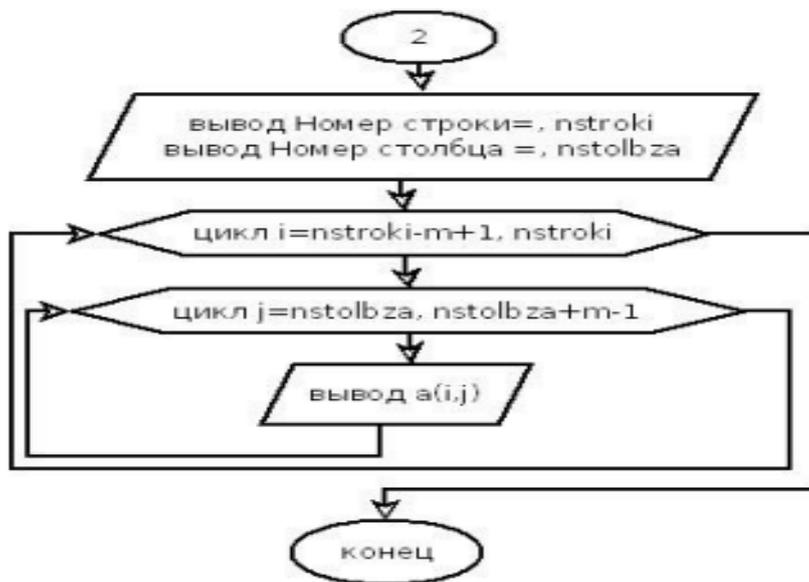 2
вывод Номер строки=, nstroki
вывод Номер столбца =, nstolbza
цикл i=nstroki-m+1, nstroki
цикл j=nstolbza, nstolbza+m-1
вывод a(i,j)
конец